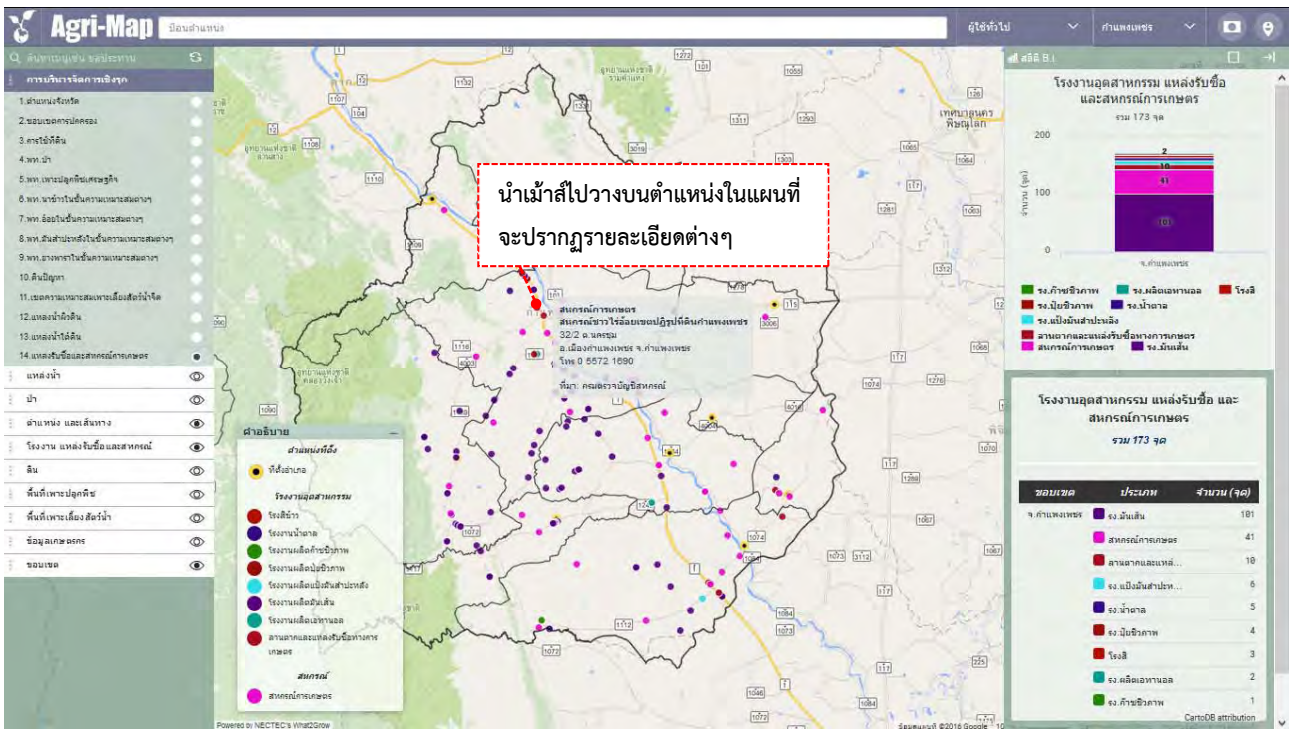 Agri-Map
ป้อนตำแหน่ง
ผู้ใช้ทั่วไป
กำแพงเพชร
ค้นหาเมนูเช่น ชลประทาน
การบริหารจัดการเชิงรุก
1.ตำแหน่งจังหวัด
2.ขอบเขตการปกครอง
3.การใช้ที่ดิน
4.พท.ป่า
5.พท.เพาะปลูกพืชเศรษฐกิจ
6.พท.นาข้าวในชั้นความเหมาะสมต่างๆ
7.พท.อ้อยในชั้นความเหมาะสมต่างๆ
8.พท.มันสำปะหลังในชั้นความเหมาะสมต่างๆ
9.พท.ยางพาราในชั้นความเหมาะสมต่างๆ
10.ดินปัญหา
11.เขตความเหมาะสมเพาะเลี้ยงสัตว์น้ำจืด
12.แหล่งน้ำผิวดิน
13.แหล่งน้ำใต้ดิน
14.แหล่งรับซื้อและสหกรณ์การเกษตร
แหล่งน้ำ
ป่า
ตำแหน่ง และเส้นทาง
โรงงาน แหล่งรับซื้อและสหกรณ์
ดิน
พื้นที่เพาะปลูกพืช
พื้นที่เพาะเลี้ยงสัตว์น้ำ
ข้อมูลเกษตรกร
ขอบเขต
นำเม้าส์ไปวางบนตำแหน่งในแผนที่
จะปรากฏรายละเอียดต่างๆ
สหกรณ์การเกษตร
สหกรณ์ชาวไร่อ้อยเขตปฏิรูปที่ดินกำแพงเพชร
32/2 ต.นครชุม
อ.เมืองกำแพงเพชร จ.กำแพงเพชร
โทร 0 5572 1690
ที่มา: กรมตรวจบัญชีสหกรณ์
เทศบาลนคร
พิษณุโลก
คำอธิบาย
ตำแหน่งที่ตั้ง
ที่ตั้งอำเภอ
โรงงานอุตสาหกรรม
โรงสีข้าว
โรงงานน้ำตาล
โรงงานผลิตก๊าซชีวภาพ
โรงงานผลิตปุ๋ยชีวภาพ
โรงงานผลิตแป้งมันสำปะหลัง
โรงงานผลิตมันเส้น
โรงงานผลิตเอทานอล
ลานตากและแหล่งรับซื้อทางการ
เกษตร
สหกรณ์
สหกรณ์การเกษตร
Powered by NECTEC's What2Grow
ข้อมูลแผนที่ ©2016 Google
สถิติ B.I
โรงงานอุตสาหกรรม แหล่งรับซื้อ
และสหกรณ์การเกษตร
รวม 173 จุด
200
100
0
จำนวน (จุด)
2
10
41
101
จ.กำแพงเพชร
รง.ก๊าซชีวภาพ รง.ผลิตเอทานอล โรงสี
รง.ปุ๋ยชีวภาพ รง.น้ำตาล
รง.แป้งมันสำปะหลัง
ลานตากและแหล่งรับซื้อทางการเกษตร
สหกรณ์การเกษตร รง.มันเส้น
โรงงานอุตสาหกรรม แหล่งรับซื้อ และ
สหกรณ์การเกษตร
รวม 173 จุด
ขอบเขต ประเภท จำนวน (จุด)
จ.กำแพงเพชร รง.มันเส้น 101
สหกรณ์การเกษตร 41
ลานตากและแหล่... 10
รง.แป้งมันสำปะห... 6
รง.น้ำตาล 5
รง.ปุ๋ยชีวภาพ 4
โรงสี 3
รง.ผลิตเอทานอล 2
รง.ก๊าซชีวภาพ 1
CartoDB attribution